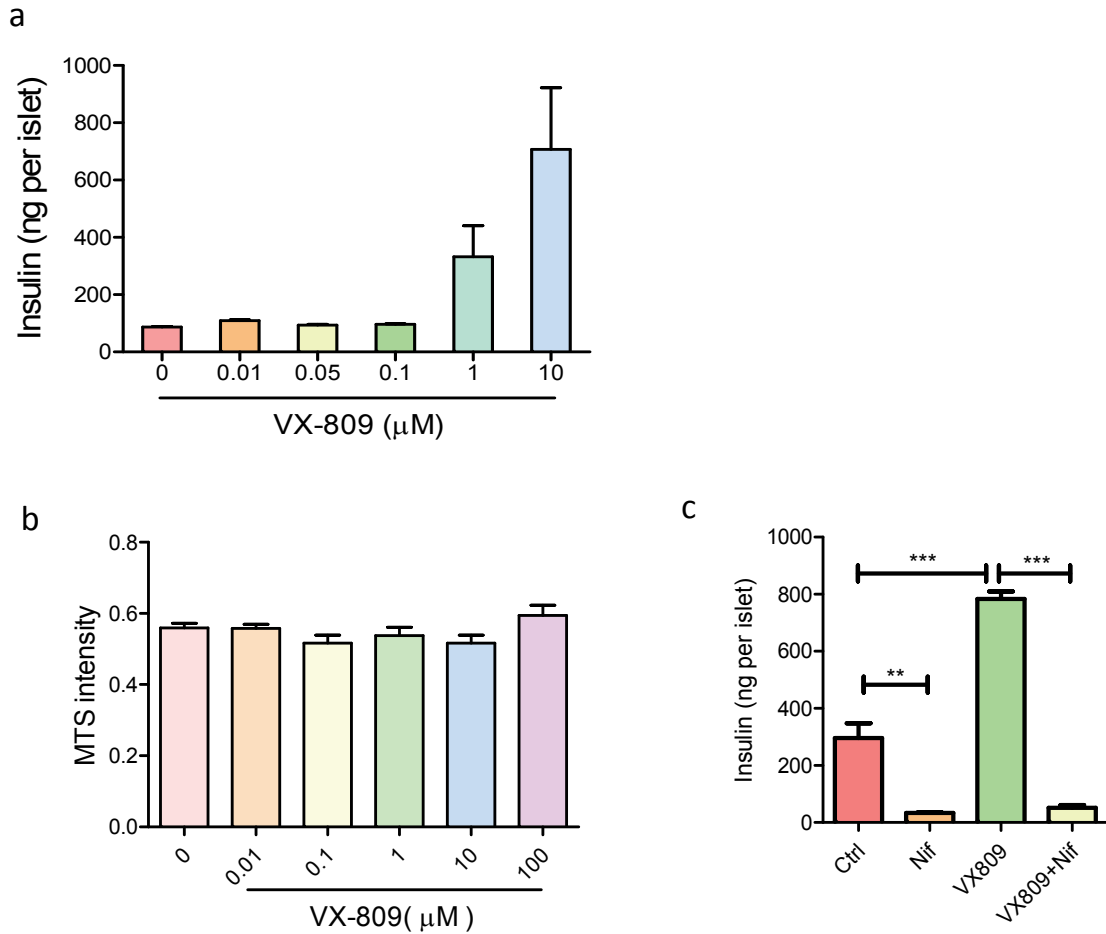 a
Insulin (ng per islet)
1000
800
600
400
200
0
0 0.01 0.05 0.1 1 10
VX-809 (μM)
b
MTS intensity
0.8
0.6
0.4
0.2
0.0
0 0.01 0.1 1 10 100
VX-809( μM )
c
Insulin (ng per islet)
1000
800
600
400
200
0
*** ***
**
Ctrl Nif VX809 VX809+Nif